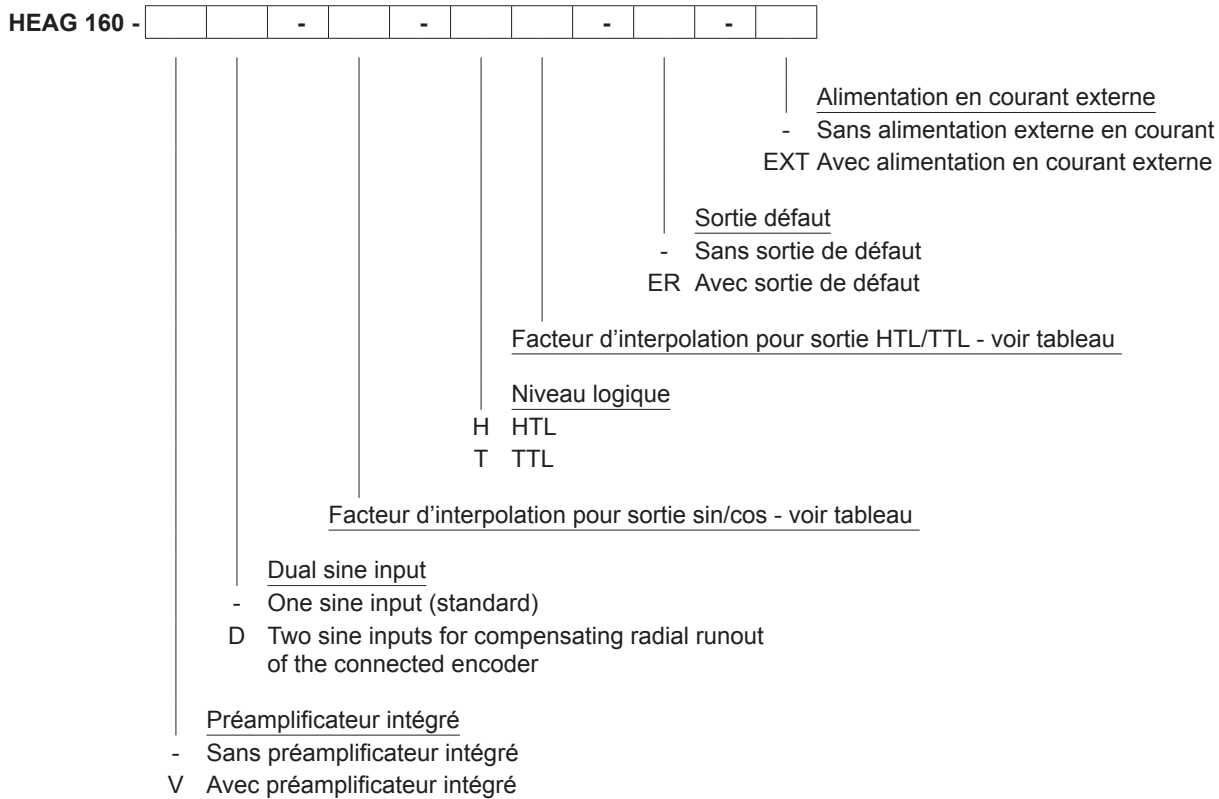 HEAG 160 - - - - -
Alimentation en courant externe
- Sans alimentation externe en courant
EXT Avec alimentation en courant externe
Sortie défaut
- Sans sortie de défaut
ER Avec sortie de défaut
Facteur d’interpolation pour sortie HTL/TTL - voir tableau
Niveau logique
H HTL
T TTL
Facteur d’interpolation pour sortie sin/cos - voir tableau
Dual sine input
- One sine input (standard)
D Two sine inputs for compensating radial runout
of the connected encoder
Préamplificateur intégré
- Sans préamplificateur intégré
V Avec préamplificateur intégré